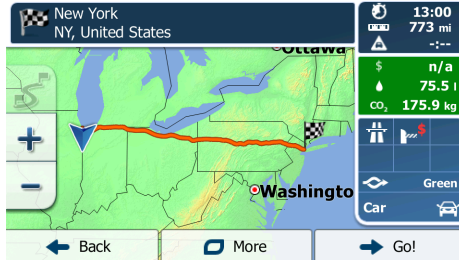 New York
NY, United States
13:00
773 mi
-:--
$ n/a
75.5 l
CO₂ 175.9 kg
$
Green
Car
Ottawa
Washingto
Back
More
Go!